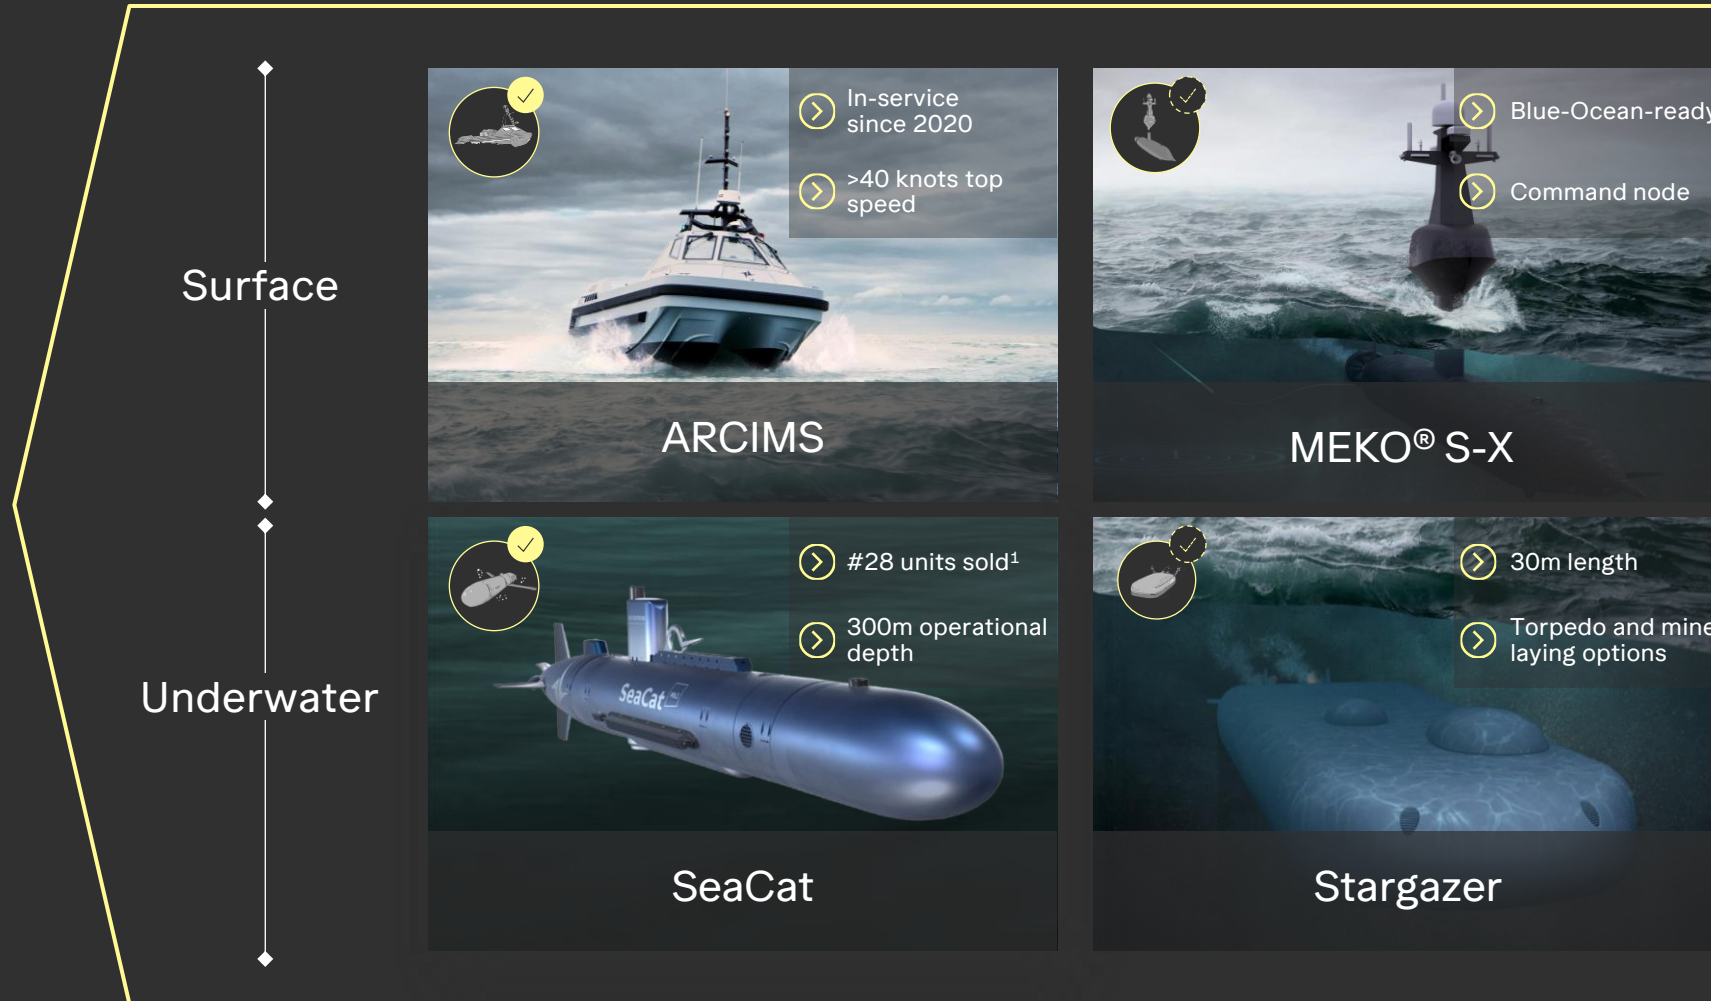 Surface
In-service
since 2020
>40 knots top
speed
ARCIMS
Blue-Ocean-ready
Command node
MEKO® S-X
Underwater
#28 units sold¹
300m operational
depth
SeaCat
SeaCat
30m length
Torpedo and mine
laying options
Stargazer